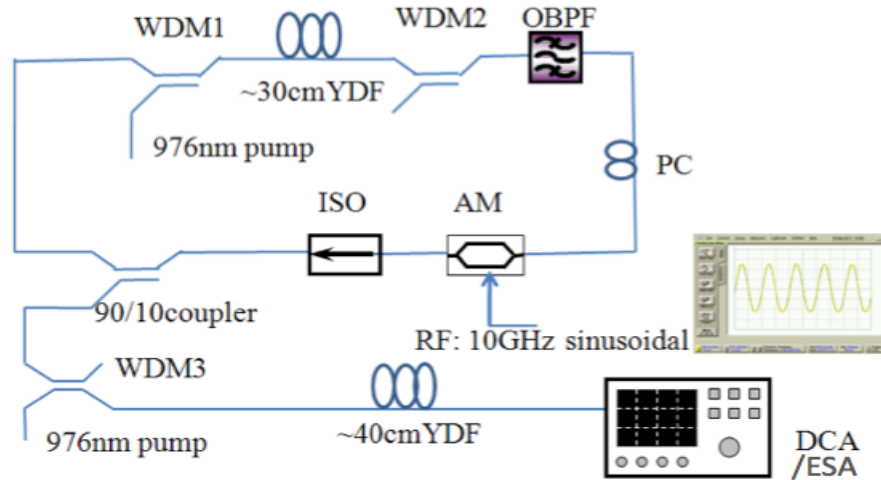 WDM1
WDM2
OBPF
~30cmYDF
976nm pump
PC
ISO
AM
90/10coupler
RF: 10GHz sinusoidal
WDM3
976nm pump
~40cmYDF
DCA
/ESA